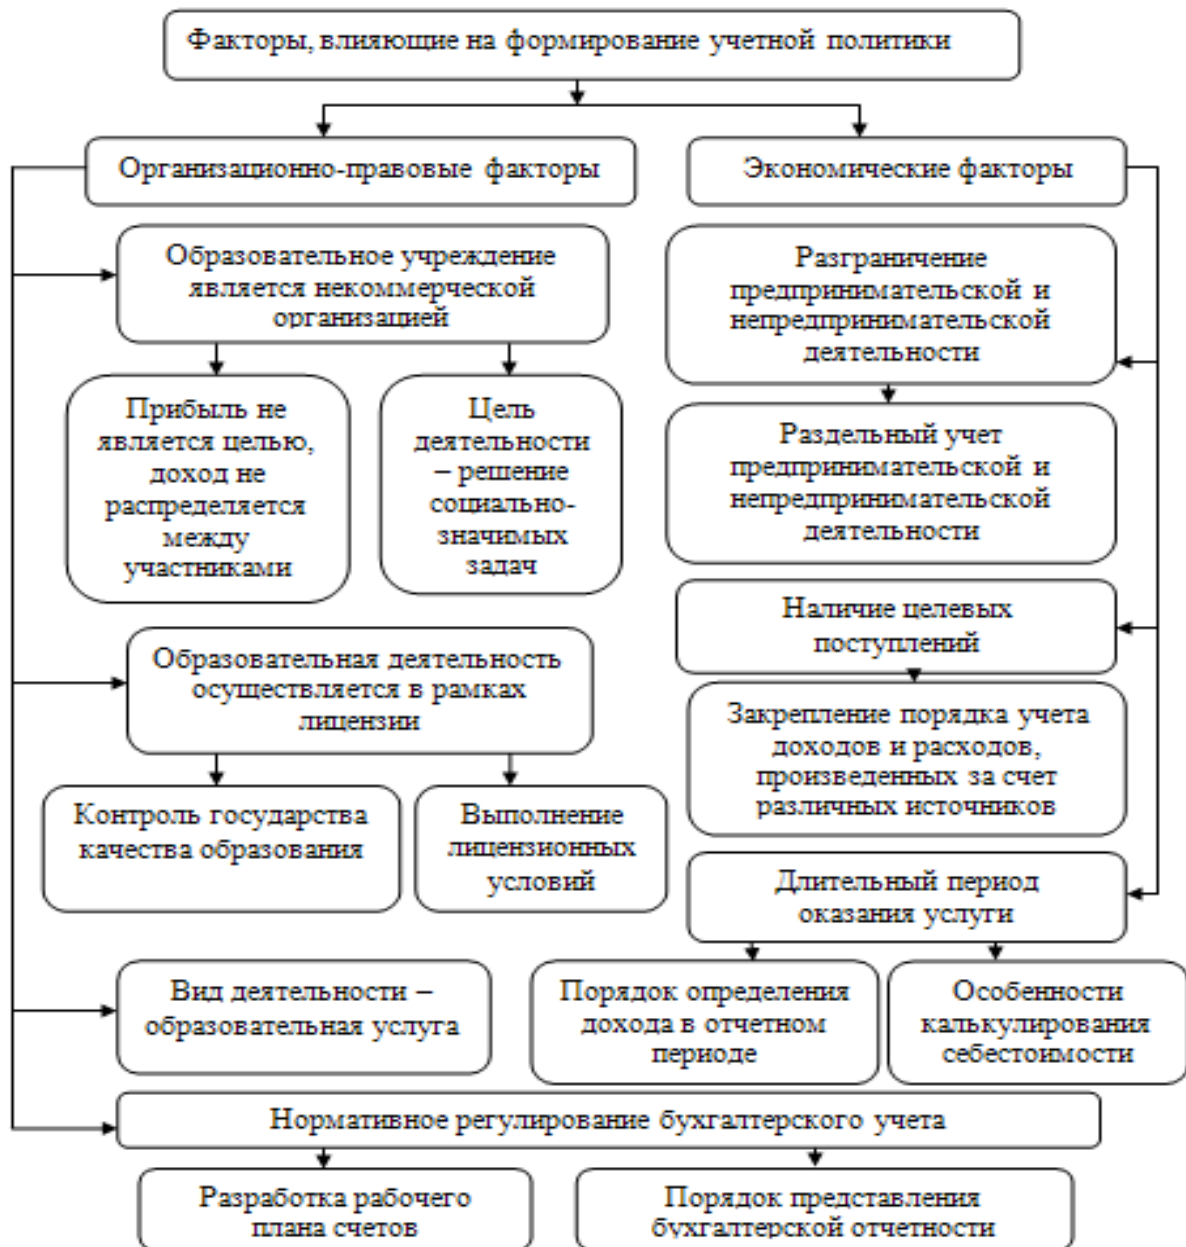 Факторы, влияющие на формирование учетной политики
Организационно-правовые факторы
Образовательное учреждение
является некоммерческой
организацией
Прибыль не
является целью,
доход не
распределяется
между
участниками
Цель
деятельности
– решение
социально-
значимых
задач
Образовательная деятельность
осуществляется в рамках
лицензии
Контроль государства
качества образования
Выполнение
лицензионных
условий
Вид деятельности –
образовательная услуга
Экономические факторы
Разграничение
предпринимательской и
непредпринимательской
деятельности
Раздельный учет
предпринимательской и
непредпринимательской
деятельности
Наличие целевых
поступлений
Закрепление порядка учета
доходов и расходов,
произведенных за счет
различных источников
Длительный период
оказания услуги
Порядок определения
дохода в отчетном
периоде
Особенности
калькулирования
себестоимости
Нормативное регулирование бухгалтерского учета
Разработка рабочего
плана счетов
Порядок представления
бухгалтерской отчетности